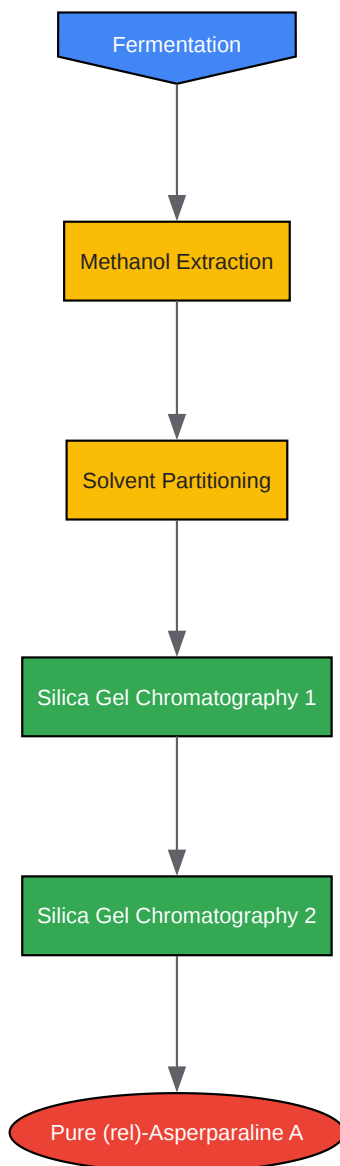 Fermentation
Methanol Extraction
Solvent Partitioning
Silica Gel Chromatography 1
Silica Gel Chromatography 2
Pure (rel)-Asperparaline A